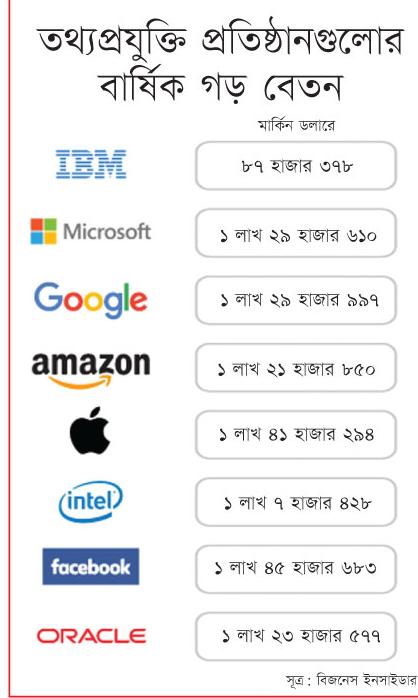 তথ্যপ্রযুক্তি প্রতিষ্ঠানগুলোর
বার্ষিক গড় বেতন
মার্কিন ডলারে
IBM ৮৭ হাজার ৩৭৮
Microsoft ১ লাখ ২৯ হাজার ৬১০
Google ১ লাখ ২৯ হাজার ৯৯৭
amazon ১ লাখ ২১ হাজার ৮৫০
১ লাখ ৪১ হাজার ২৯৪
intel ১ লাখ ৭ হাজার ৪২৮
facebook ১ লাখ ৪৫ হাজার ৬৮৩
ORACLE ১ লাখ ২৩ হাজার ৫৭৭
সূত্র : বিজনেস ইনসাইডার